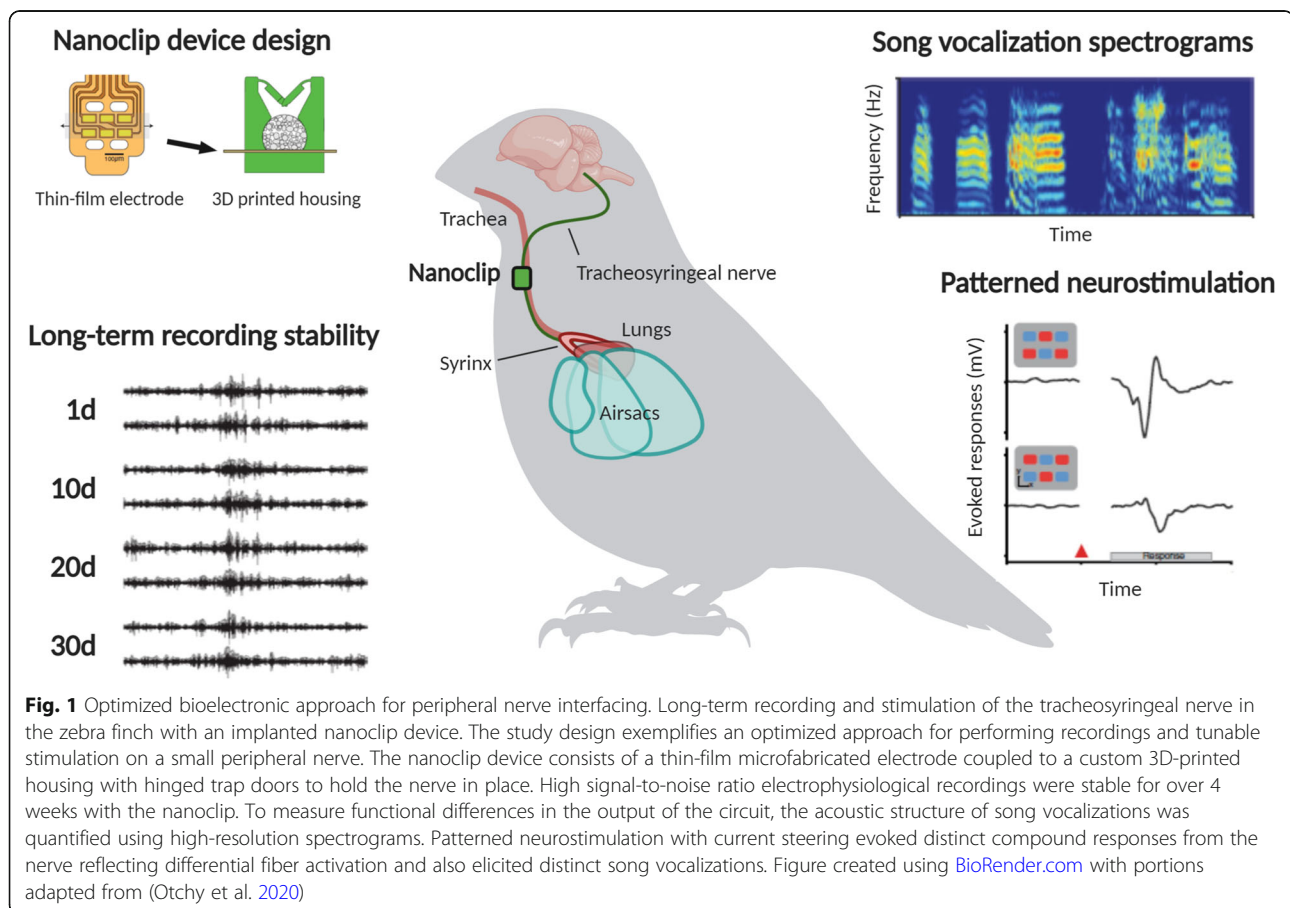 Nanoclip device design
100µm
Thin-film electrode
3D printed housing
Song vocalization spectrograms
Frequency (Hz)
Time
Trachea
Nanoclip
Tracheosyringeal nerve
Lungs
Syrinx
Airsacs
Long-term recording stability
1d
10d
20d
30d
Patterned neurostimulation
Evoked responses (mV)
Response
Time
Fig. 1 Optimized bioelectronic approach for peripheral nerve interfacing. Long-term recording and stimulation of the tracheosyringeal nerve in
the zebra finch with an implanted nanoclip device. The study design exemplifies an optimized approach for performing recordings and tunable
stimulation on a small peripheral nerve. The nanoclip device consists of a thin-film microfabricated electrode coupled to a custom 3D-printed
housing with hinged trap doors to hold the nerve in place. High signal-to-noise ratio electrophysiological recordings were stable for over 4
weeks with the nanoclip. To measure functional differences in the output of the circuit, the acoustic structure of song vocalizations was
quantified using high-resolution spectrograms. Patterned neurostimulation with current steering evoked distinct compound responses from the
nerve reflecting differential fiber activation and also elicited distinct song vocalizations. Figure created using BioRender.com with portions
adapted from (Otchy et al. 2020)